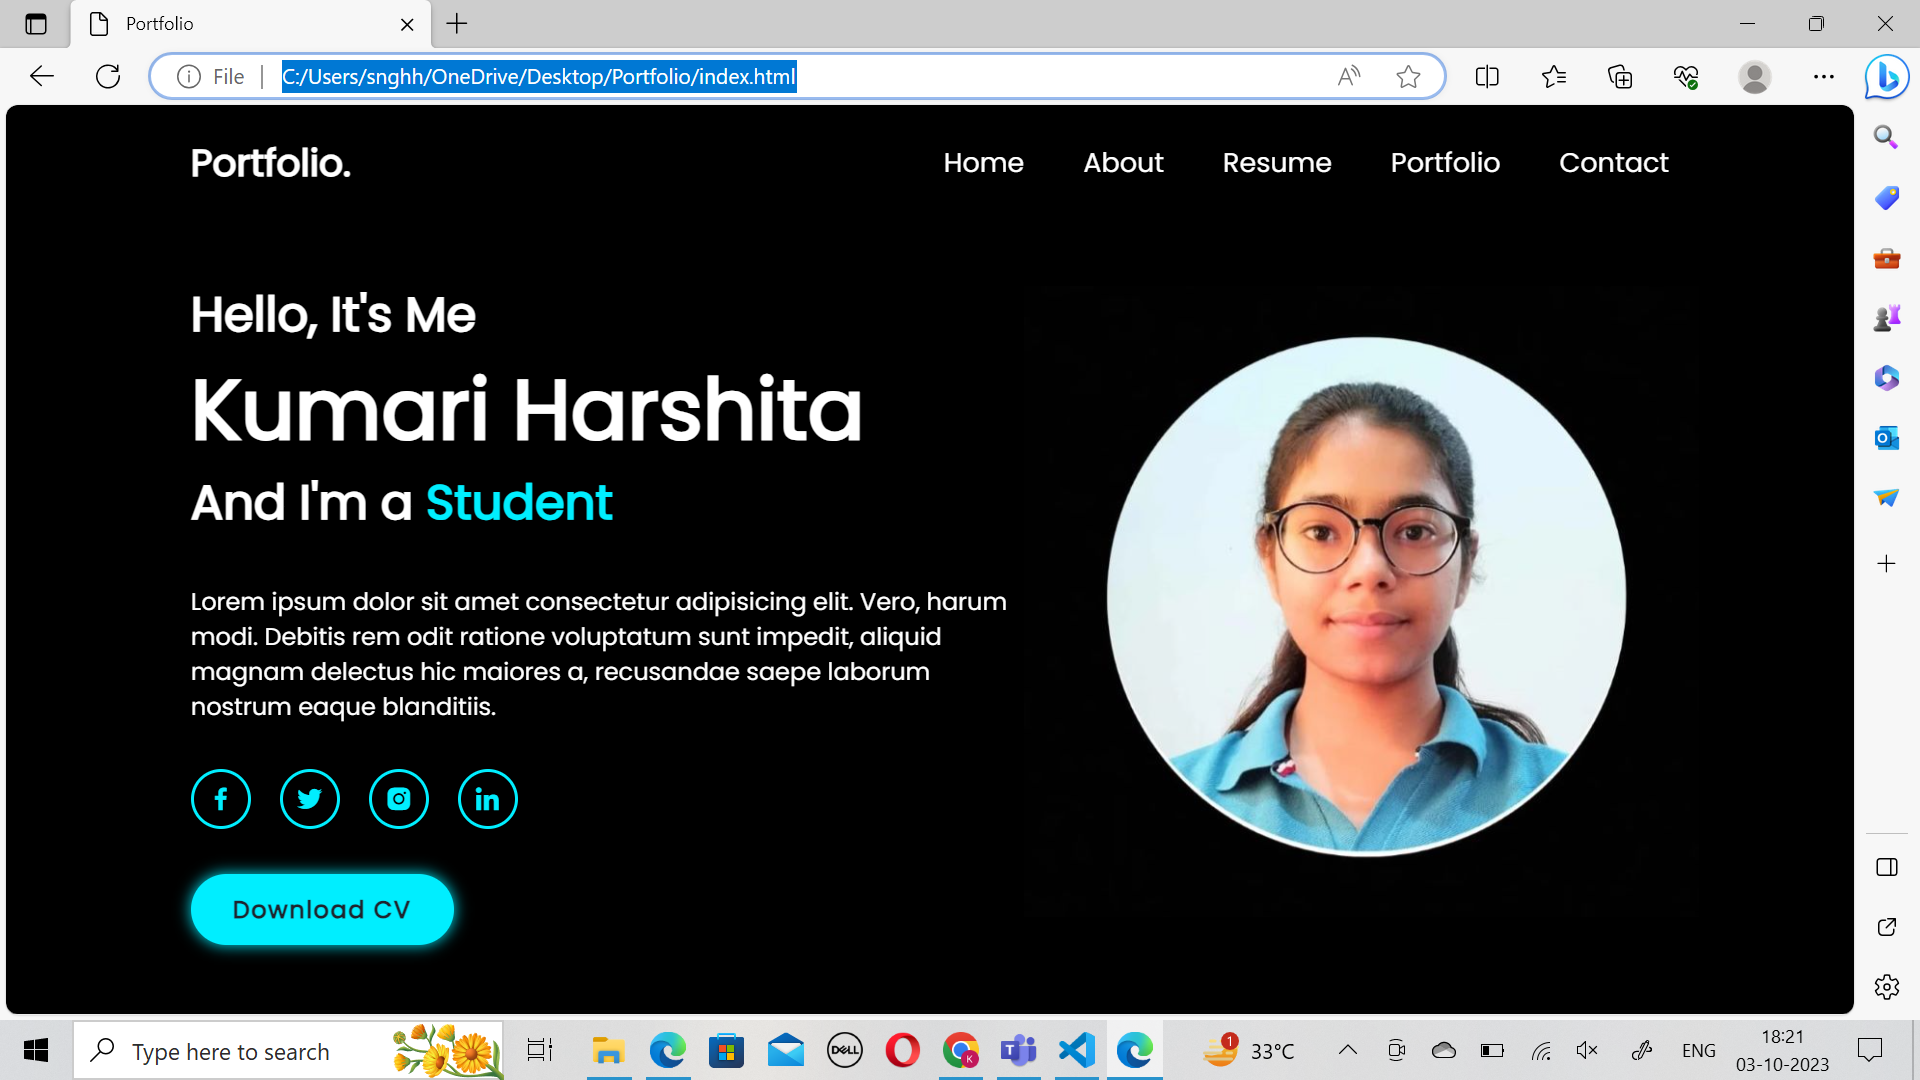 Portfolio
File
C:/Users/snghh/OneDrive/Desktop/Portfolio/index.html
Portfolio.
Home About Resume Portfolio Contact
Hello, It's Me
Kumari Harshita
And I'm a Student
Lorem ipsum dolor sit amet consectetur adipisicing elit. Vero, harum
modi. Debitis rem odit ratione voluptatum sunt impedit, aliquid
magnam delectus hic maiores a, recusandae saepe laborum
nostrum eaque blanditiis.
Download CV
Type here to search
DELL
K
1
33°C
ENG
18:21
03-10-2023